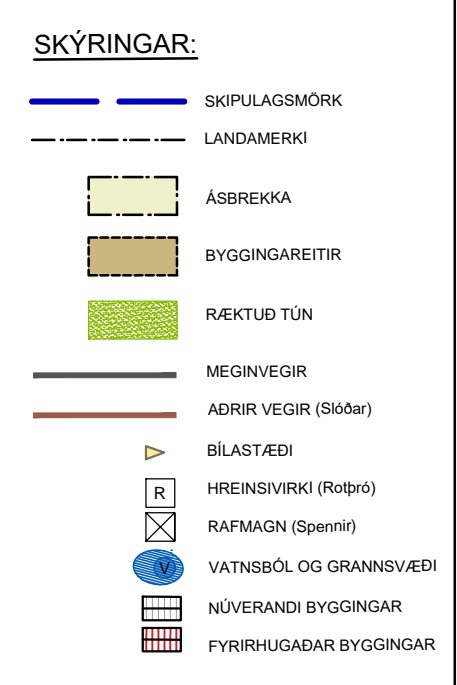 SKÝRINGAR:
SKIPULAGSMÖRK
LANDAMERKI
ÁSBREKKA
BYGGINGAREITIR
RÆKTUÐ TÚN
MEGINVEGIR
AÐRIR VEGIR (Slóðar)
BÍLASTÆÐI
R HREINSIVIRKI (Rotþró)
RAFMAGN (Spennir)
V VATNSBÓL OG GRANNSVÆÐI
NÚVERANDI BYGGINGAR
FYRIRHUGAÐAR BYGGINGAR